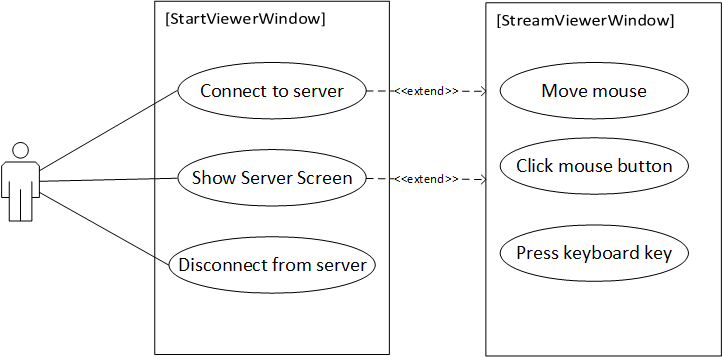 [StartViewerWindow]
[StreamViewerWindow]
Connect to server
<<extend>>
Move mouse
Click mouse button
Show Server Screen
<<extend>>
Disconnect from server
Press keyboard key